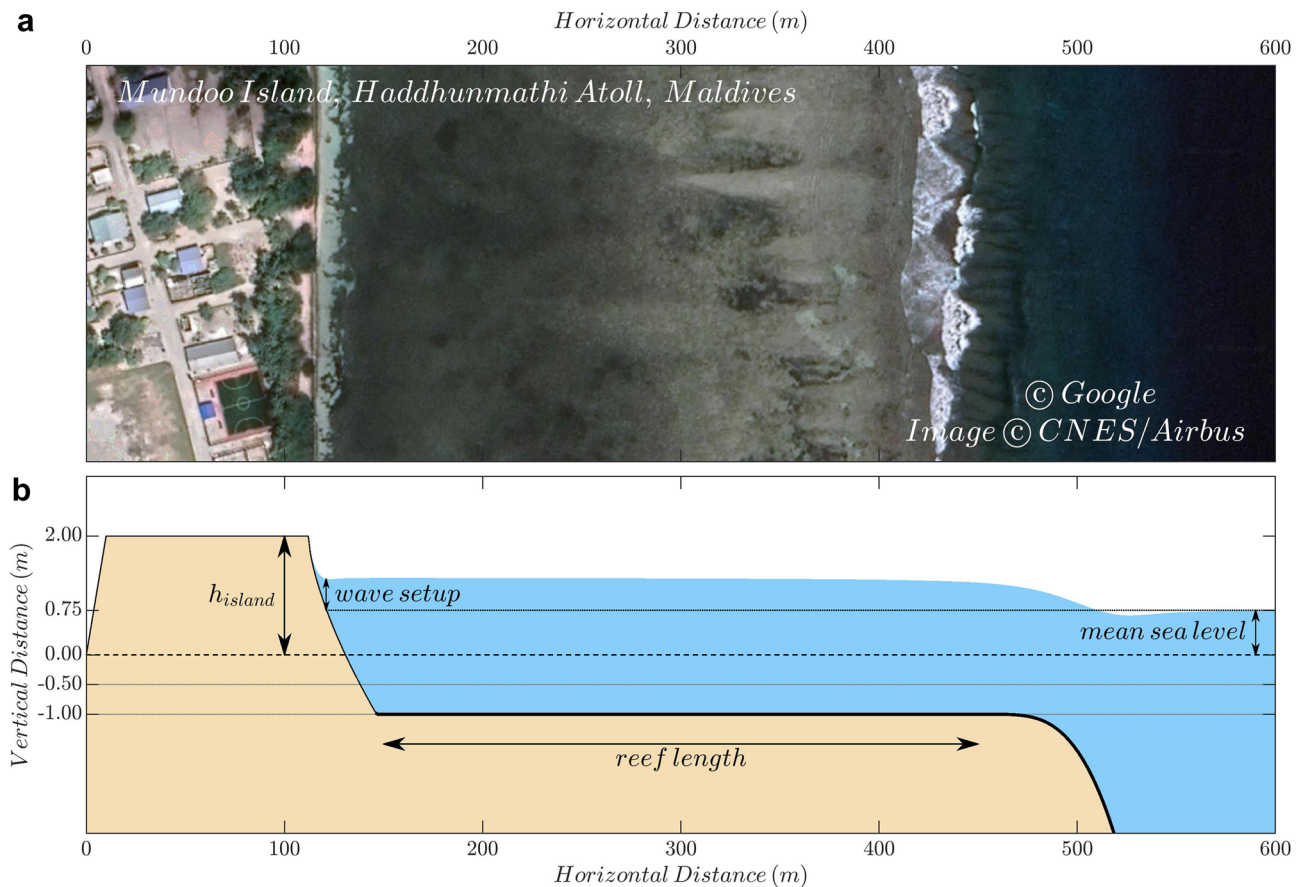 a
Horizontal Distance (m)
0 100 200 300 400 500 600
Mundoo Island, Haddhunmathi Atoll, Maldives
© Google
Image © CNES/Airbus
b
Vertical Distance (m)
2.00
0.75
0.00
-0.50
-1.00
h_island
wave setup
mean sea level
reef length
0 100 200 300 400 500 600
Horizontal Distance (m)